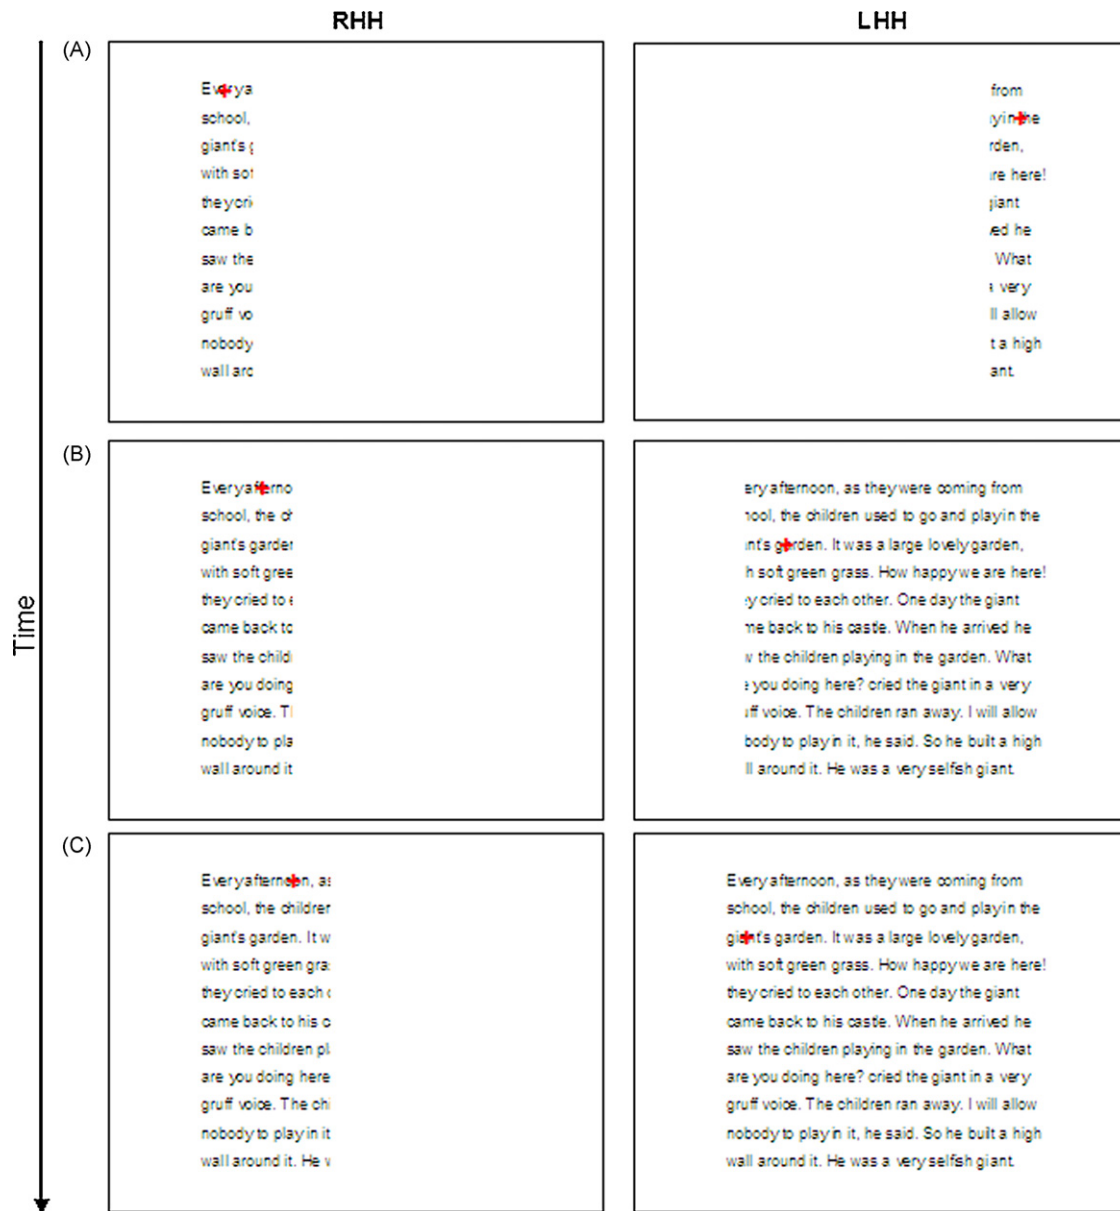 RHH
LHH
Time
(A)
Every a
school,
giant's g
with sof
they cri
came b
saw the
are you
gruff vo
nobody
wall arc
from
yin the
rden,
re here!
giant
ved he
What
a very
ll allow
t a high
ant.
(B)
Every afterno
school, the ch
giant's garden
with soft gree
they cried to e
came back to
saw the child
are you doing
gruff voice. T
nobody to pla
wall around it
ery afternoon, as they were coming from
hool, the children used to go and play in the
nt's garden. It was a large lovely garden,
h soft green grass. How happy we are here!
ey cried to each other. One day the giant
me back to his castle. When he arrived he
w the children playing in the garden. What
e you doing here? cried the giant in a very
uff voice. The children ran away. I will allow
body to play in it, he said. So he built a high
ll around it. He was a very selfish giant.
(C)
Every afternoon, as
school, the children
giant's garden. It w
with soft green gra
they cried to each o
came back to his c
saw the children pl
are you doing here
gruff voice. The chi
nobody to play in it
wall around it. He v
Every afternoon, as they were coming from
school, the children used to go and play in the
giant's garden. It was a large lovely garden,
with soft green grass. How happy we are here!
they cried to each other. One day the giant
came back to his castle. When he arrived he
saw the children playing in the garden. What
are you doing here? cried the giant in a very
gruff voice. The children ran away. I will allow
nobody to play in it, he said. So he built a high
wall around it. He was a very selfish giant.